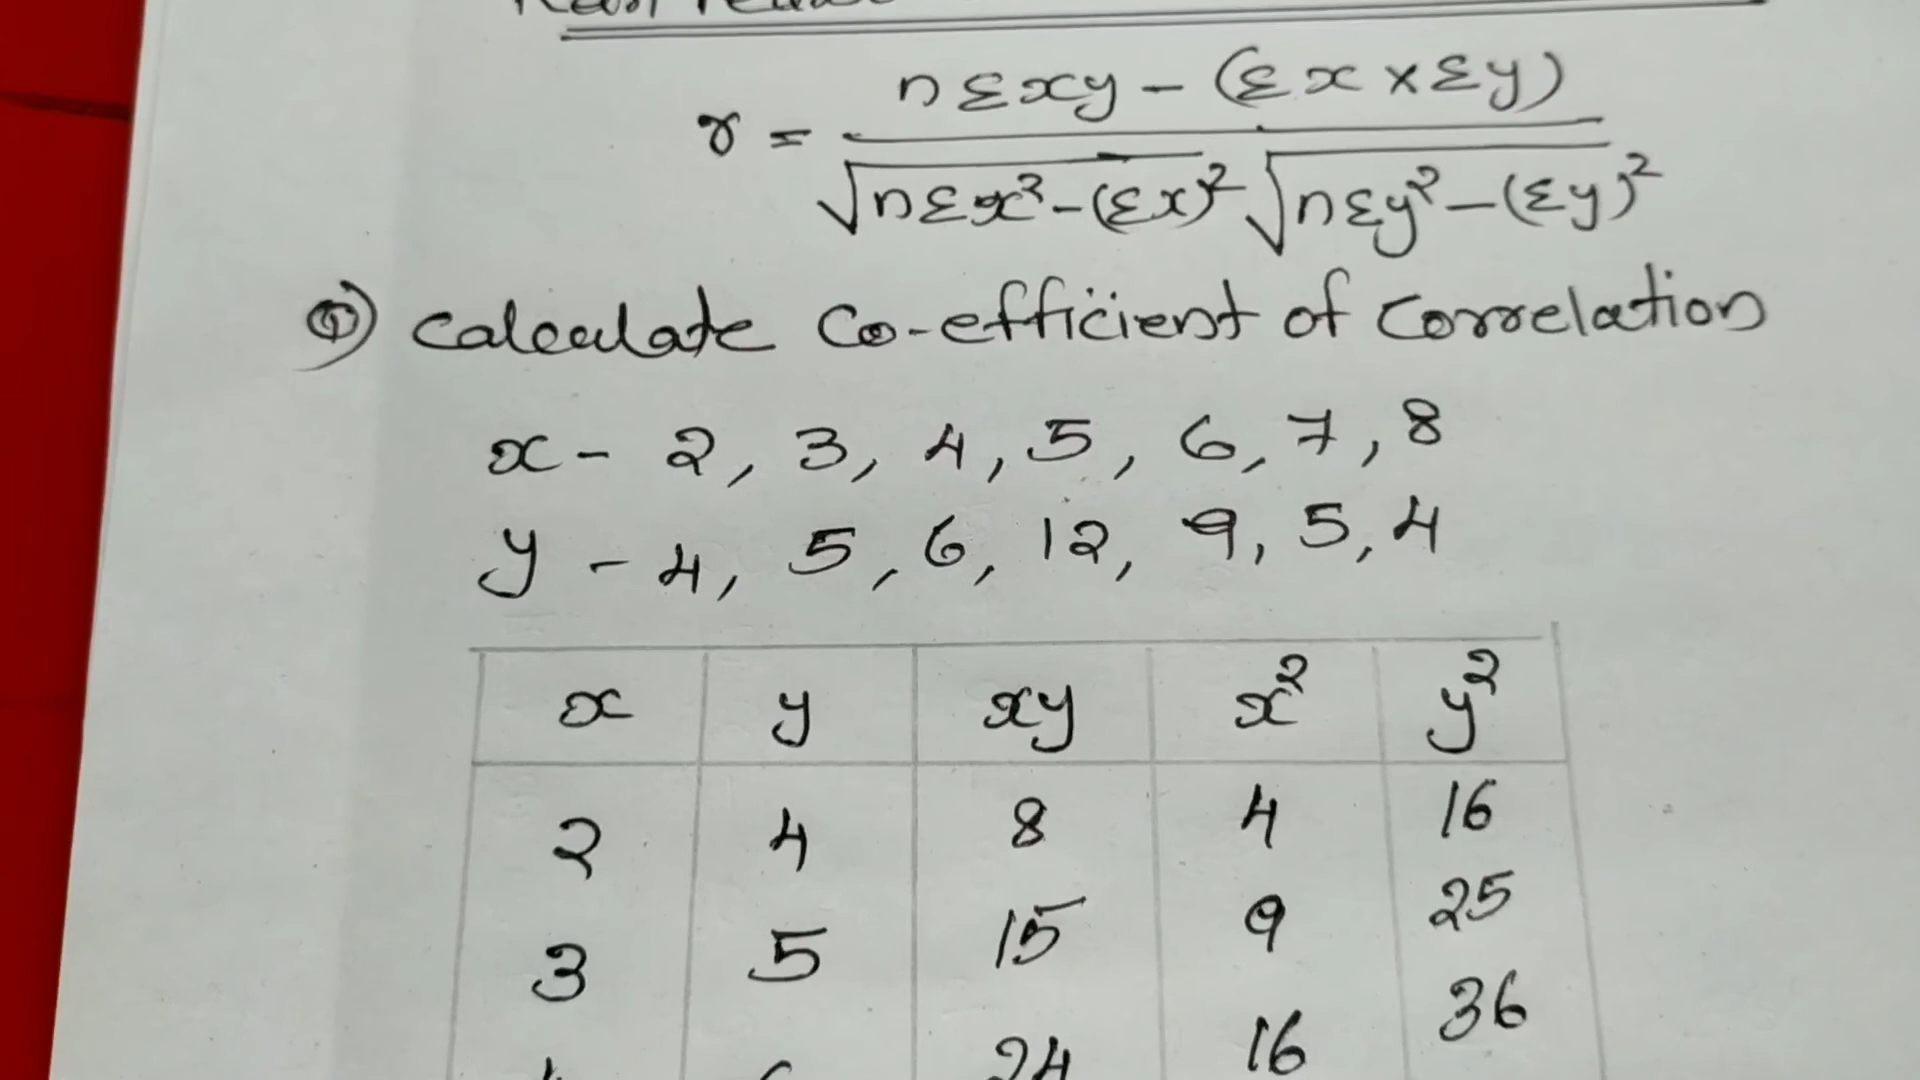 r = nΣxy - (Σx × Σy) / √nΣx² - (Σx)² √nΣy² - (Σy)²
① Calculate Co-efficient of Correlation
x - 2, 3, 4, 5, 6, 7, 8
y - 4, 5, 6, 12, 9, 5, 4
x y xy x² y²
2 4 8 4 16
3 5 15 9 25
24 16 36